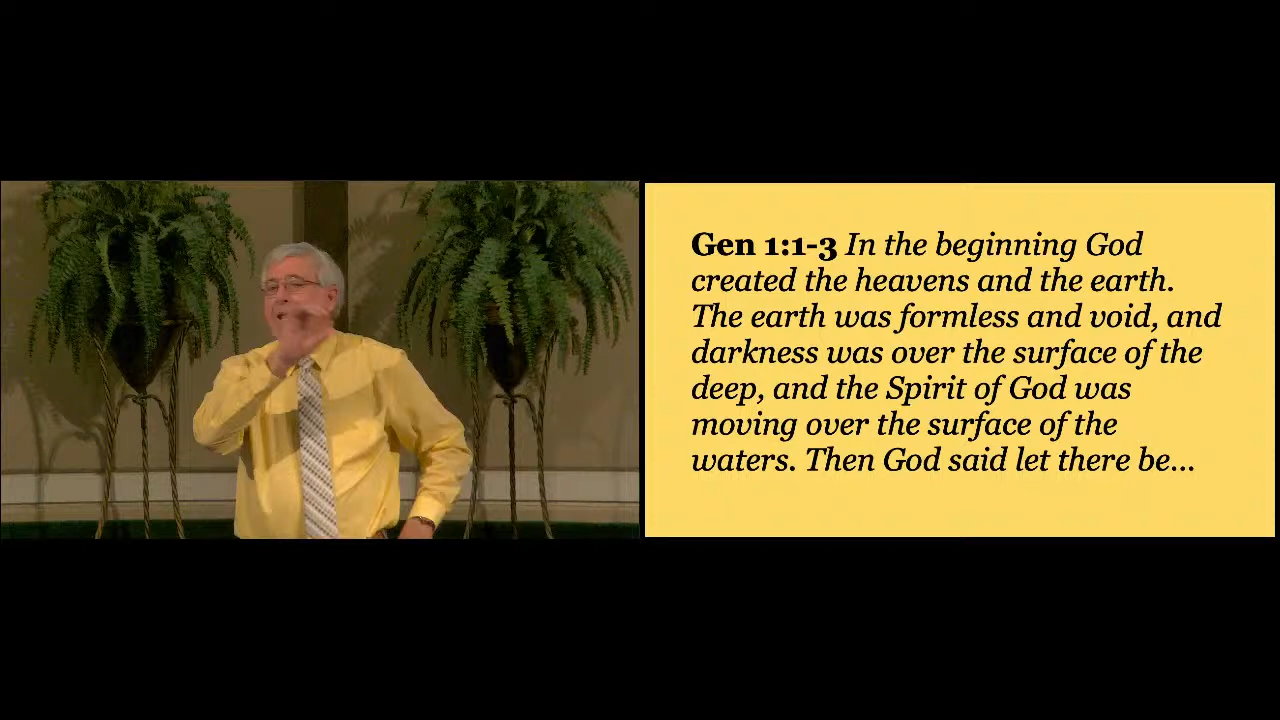 Gen 1:1-3 In the beginning God
created the heavens and the earth.
The earth was formless and void, and
darkness was over the surface of the
deep, and the Spirit of God was
moving over the surface of the
waters. Then God said let there be...